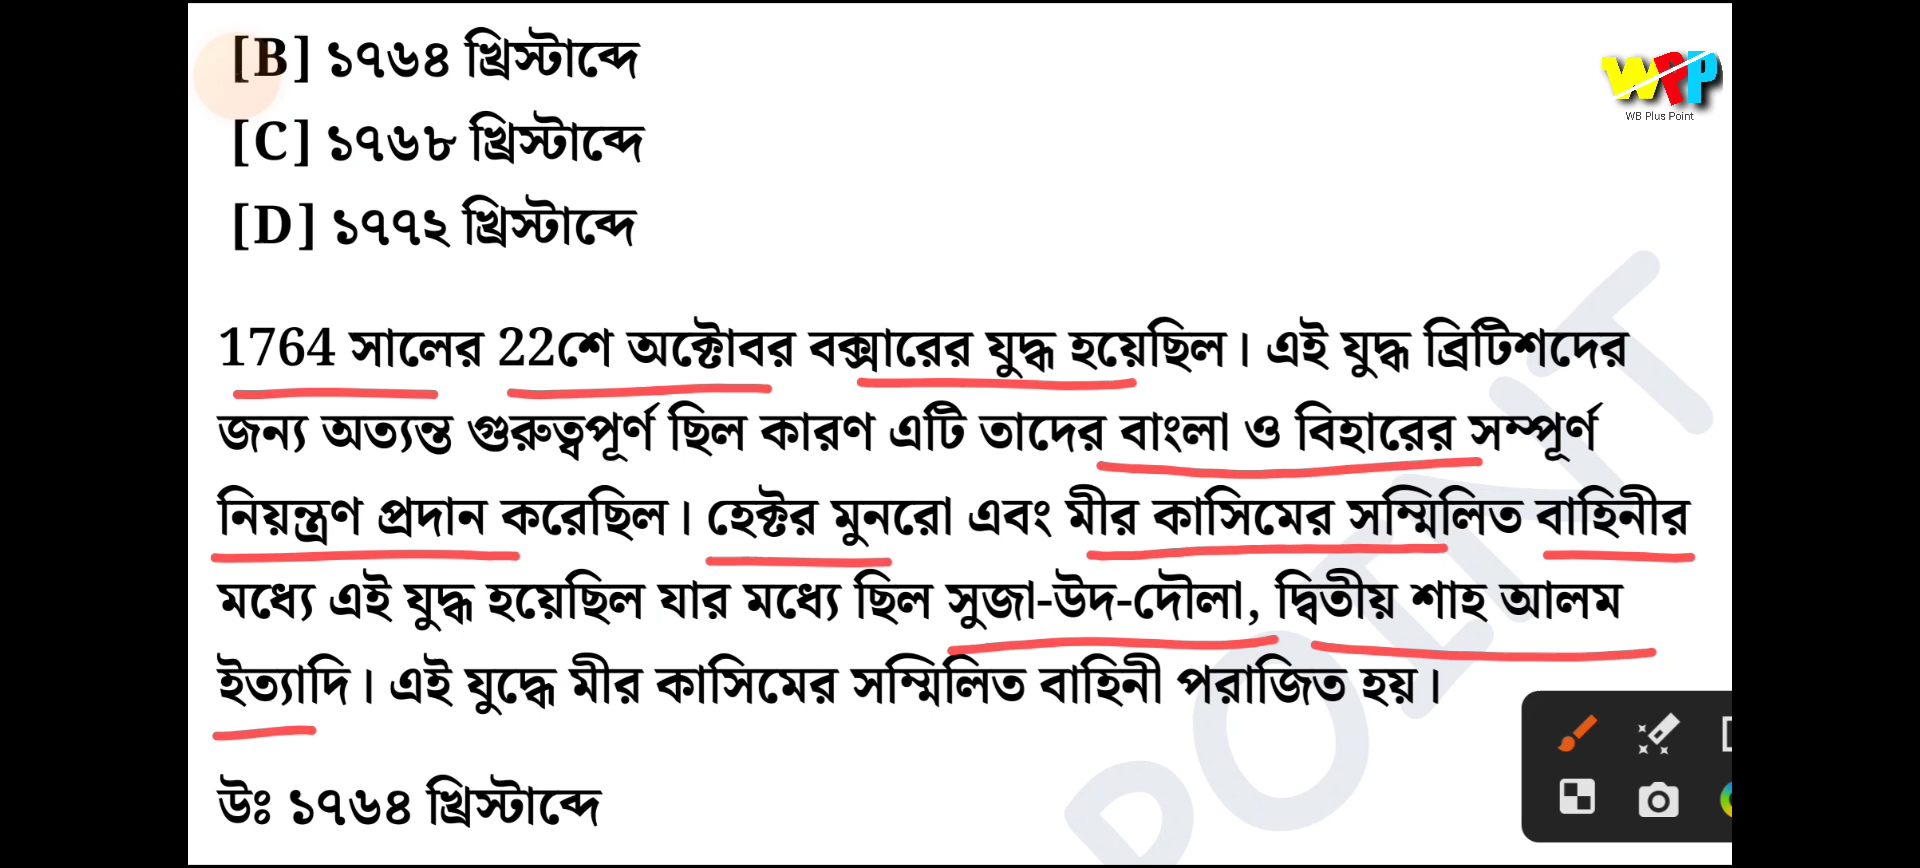 [B] ১৭৬৪ খ্রিস্টাব্দে
WPP
WB Plus Point
[C] ১৭৬৮ খ্রিস্টাব্দে
[D] ১৭৭২ খ্রিস্টাব্দে
1764 সালের 22শে অক্টোবর বক্সারের যুদ্ধ হয়েছিল। এই যুদ্ধ ব্রিটিশদের
জন্য অত্যন্ত গুরুত্বপূর্ণ ছিল কারণ এটি তাদের বাংলা ও বিহারের সম্পূর্ণ
নিয়ন্ত্রণ প্রদান করেছিল। হেক্টর মুনরো এবং মীর কাসিমের সম্মিলিত বাহিনীর
মধ্যে এই যুদ্ধ হয়েছিল যার মধ্যে ছিল সুজা-উদ-দৌলা, দ্বিতীয় শাহ আলম
ইত্যাদি। এই যুদ্ধে মীর কাসিমের সম্মিলিত বাহিনী পরাজিত হয়।
উঃ ১৭৬৪ খ্রিস্টাব্দে
POINT